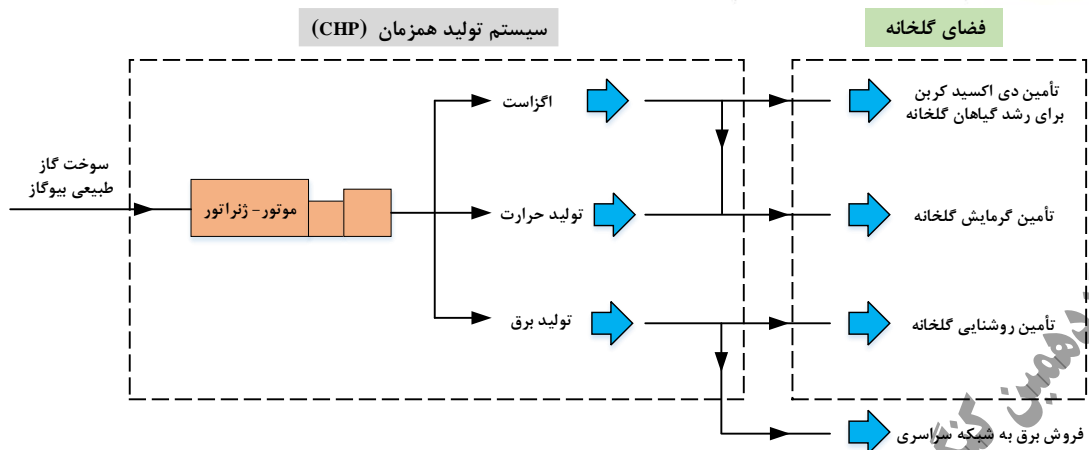 سیستم تولید همزمان (CHP)
فضای گلخانه
سوخت گاز
طبیعی بیوگاز
موتور - ژنراتور
اگزاست
تأمین دی اکسید کربن
برای رشد گیاهان گلخانه
تولید حرارت
تأمین گرمایش گلخانه
تولید برق
تأمین روشنایی گلخانه
فروش برق به شبکه سراسری